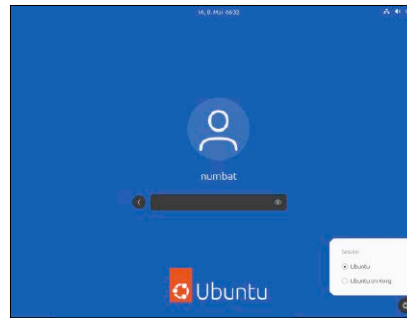 Mi, 8. Mai 06:32
numbat
Session
Ubuntu
Ubuntu on Xorg
Ubuntu